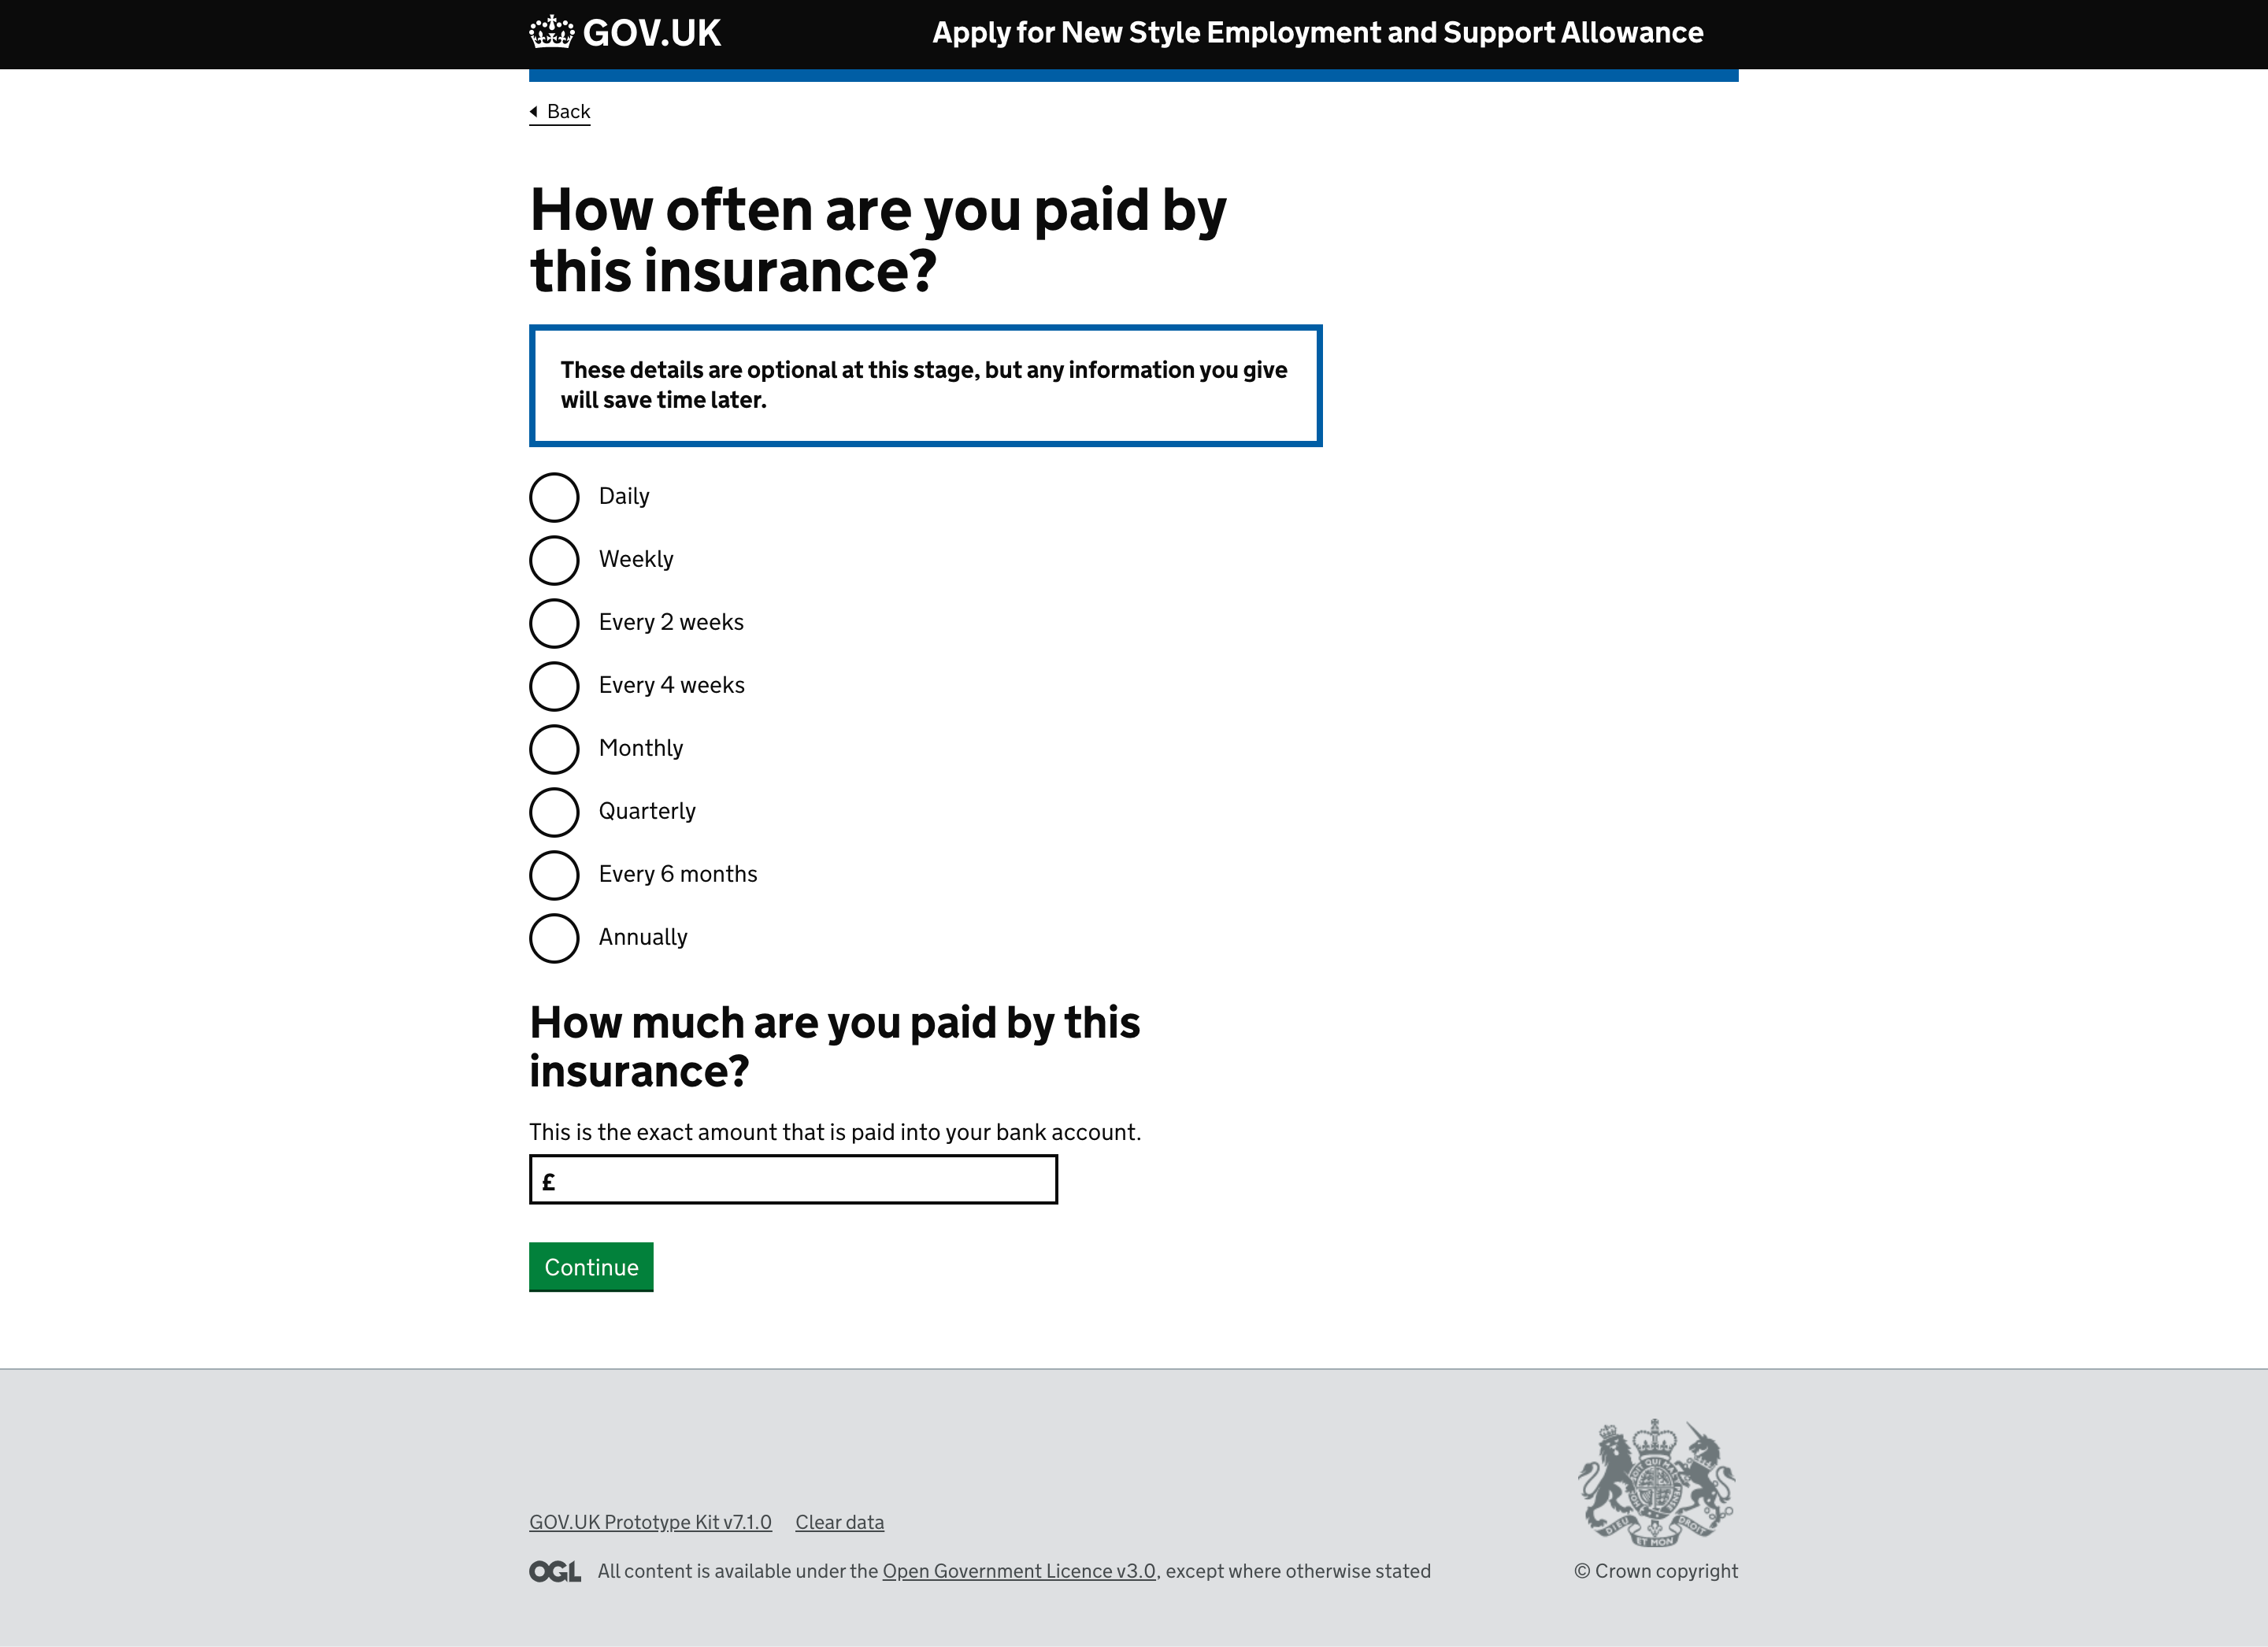 GOV.UK
Apply for New Style Employment and Support Allowance
Back
How often are you paid by
this insurance?
These details are optional at this stage, but any information you give
will save time later.
Daily
Weekly
Every 2 weeks
Every 4 weeks
Monthly
Quarterly
Every 6 months
Annually
How much are you paid by this
insurance?
This is the exact amount that is paid into your bank account.
£
Continue
GOV.UK Prototype Kit v7.1.0 Clear data
OGL All content is available under the Open Government Licence v3.0, except where otherwise stated
DIEU ET MON DROIT
© Crown copyright